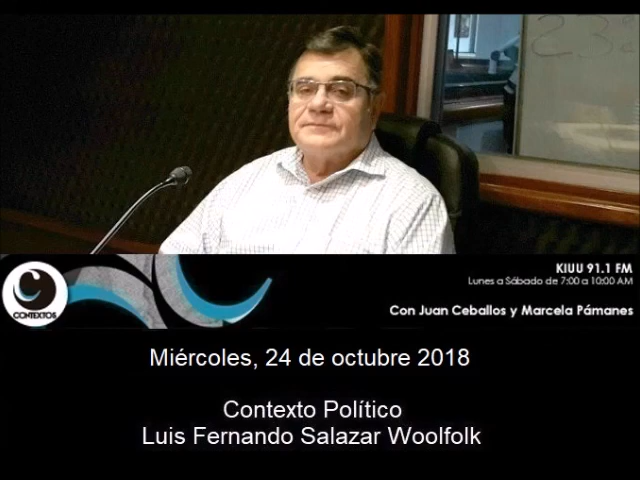 KIUU 91.1 FM
Lunes a Sábado de 7:00 a 10:00 AM
Con Juan Ceballos y Marcela Pámanes
CONTEXTOS
Miércoles, 24 de octubre 2018
Contexto Político
Luis Fernando Salazar Woolfolk